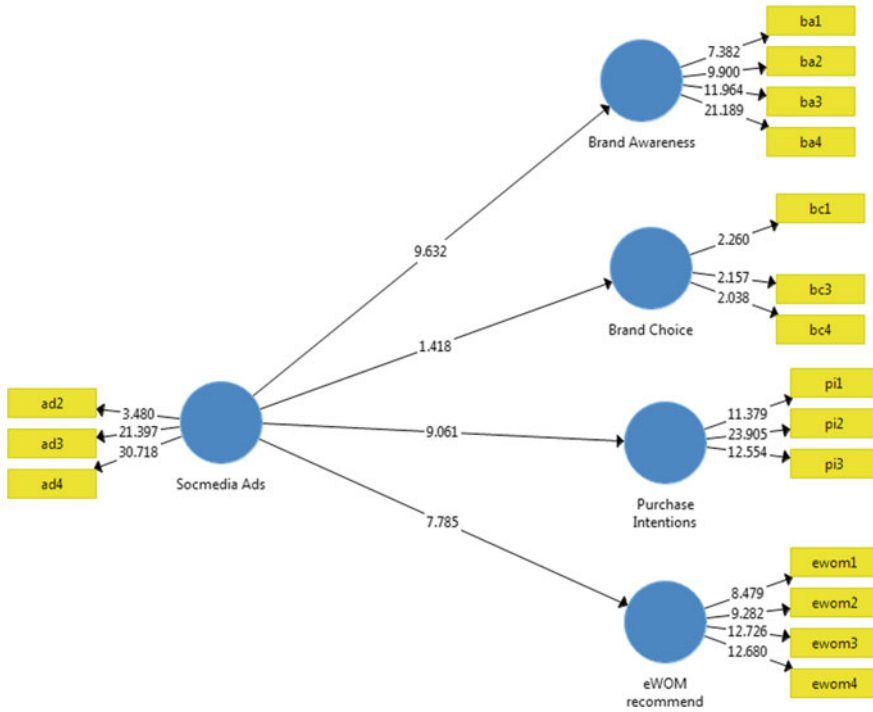 ba1
7.382
ba2
9.900
ba3
11.964
21.189
ba4
Brand Awareness
bc1
2.260
9.632
2.157
bc3
2.038
bc4
Brand Choice
1.418
pi1
11.379
ad2
3.480
pi2
23.905
9.061
ad3
21.397
12.554
pi3
30.718
ad4
Socmedia Ads
Purchase
Intentions
7.785
ewom1
8.479
ewom2
9.282
12.726
ewom3
12.680
ewom4
eWOM
recommend